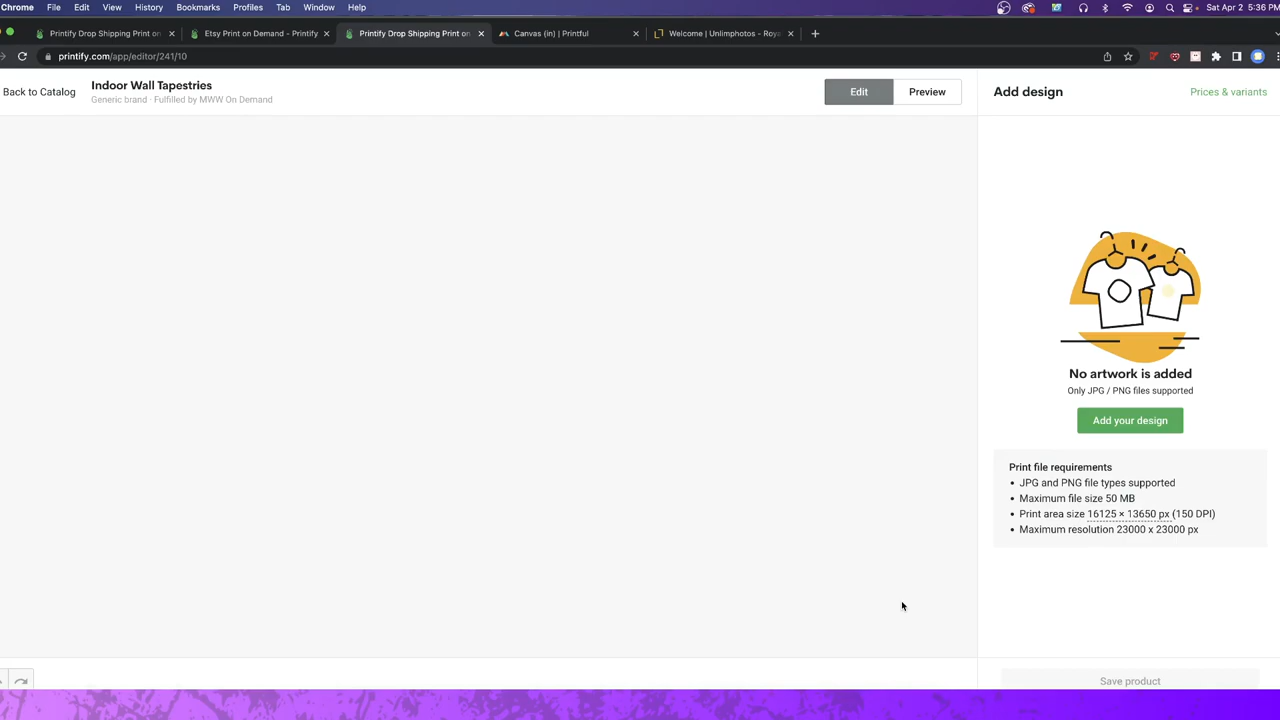 Chrome File Edit View History Bookmarks Profiles Tab Window Help Sat Apr 2 5:36 PM
Printify Drop Shipping Print on Etsy Print on Demand - Printify Printify Drop Shipping Print on Canvas (in) | Printful Welcome | Unlimphotos - Roya
printify.com/app/editor/241/10
Back to Catalog
Indoor Wall Tapestries
Generic brand · Fulfilled by MWW On Demand
Edit Preview
Add design Prices & variants
No artwork is added
Only JPG / PNG files supported
Add your design
Print file requirements
• JPG and PNG file types supported
• Maximum file size 50 MB
• Print area size 16125 × 13650 px (150 DPI)
• Maximum resolution 23000 x 23000 px
Save product